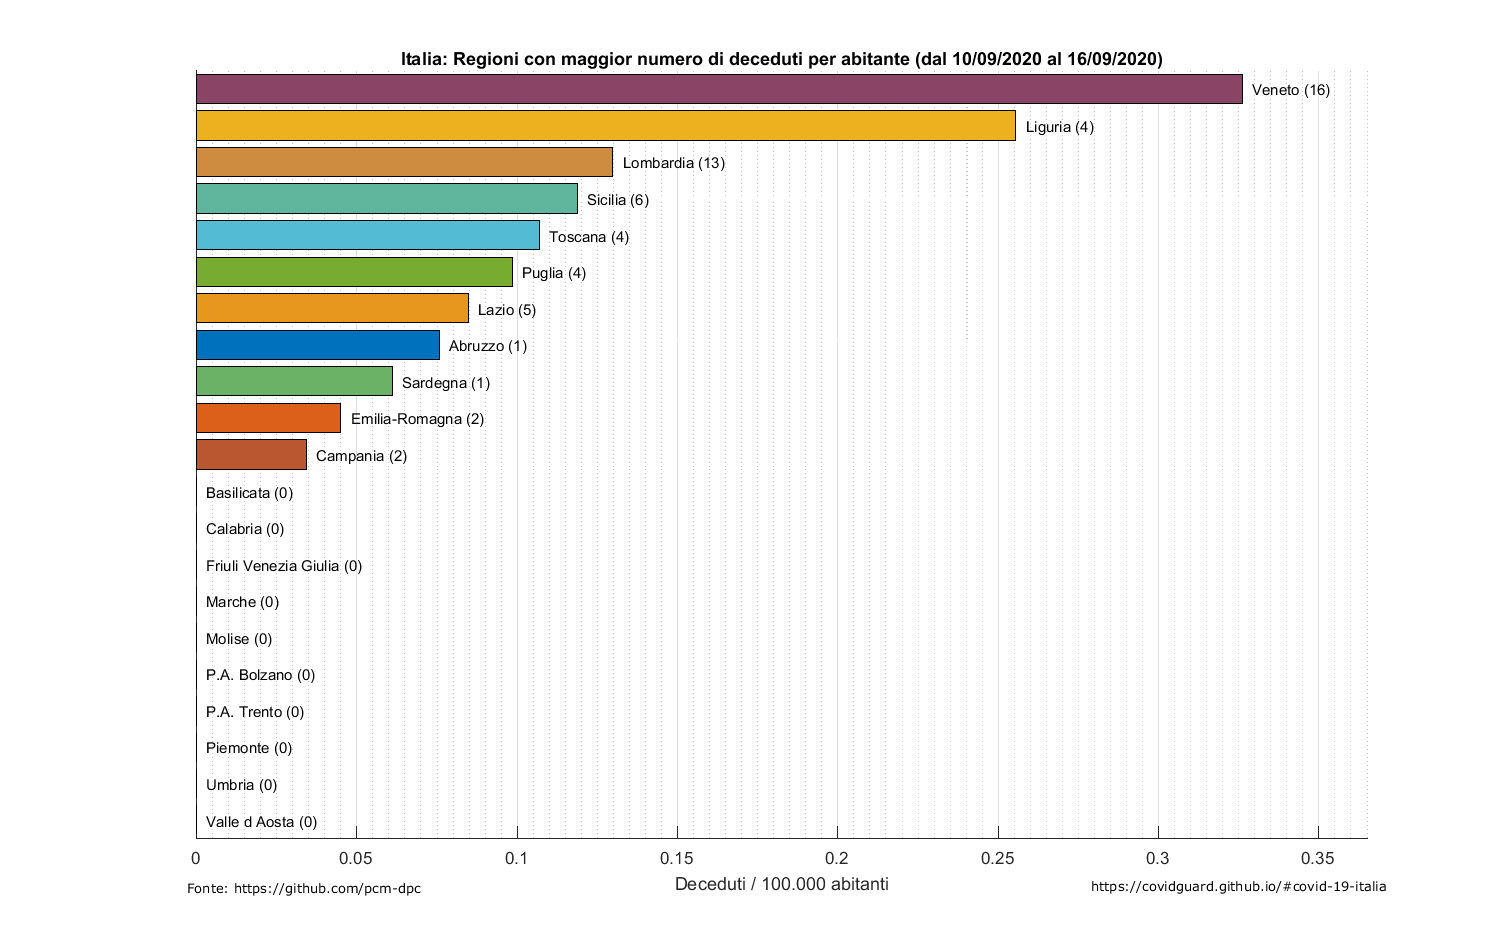 Italia: Regioni con maggior numero di deceduti per abitante (dal 10/09/2020 al 16/09/2020)
Veneto (16)
Liguria (4)
Lombardia (13)
Sicilia (6)
Toscana (4)
Puglia (4)
Lazio (5)
Abruzzo (1)
Sardegna (1)
Emilia-Romagna (2)
Campania (2)
Basilicata (0)
Calabria (0)
Friuli Venezia Giulia (0)
Marche (0)
Molise (0)
P.A. Bolzano (0)
P.A. Trento (0)
Piemonte (0)
Umbria (0)
Valle d Aosta (0)
0 0.05 0.1 0.15 0.2 0.25 0.3 0.35
Deceduti / 100.000 abitanti
Fonte: https://github.com/pcm-dpc
https://covidguard.github.io/#covid-19-italia